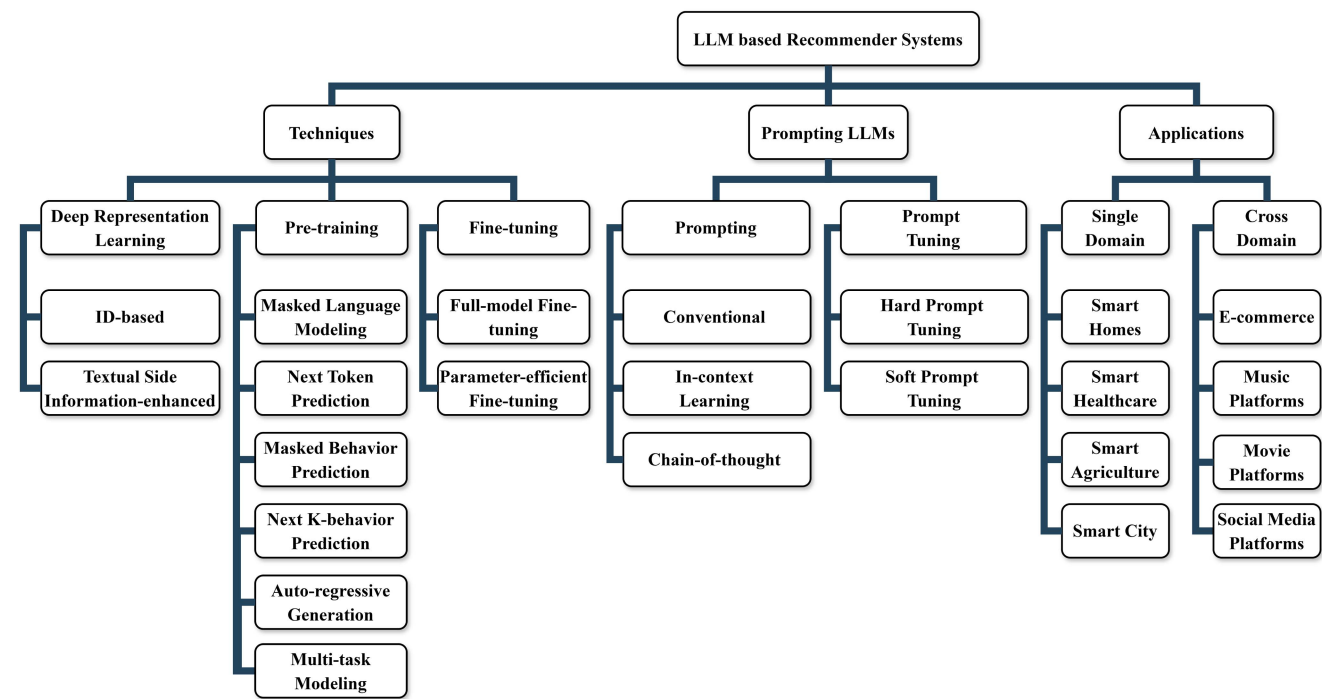 LLM based Recommender Systems
Techniques
Prompting LLMs
Applications
Deep Representation
Learning
Pre-training
Fine-tuning
Prompting
Prompt
Tuning
Single
Domain
Cross
Domain
ID-based
Textual Side
Information-enhanced
Masked Language
Modeling
Next Token
Prediction
Masked Behavior
Prediction
Next K-behavior
Prediction
Auto-regressive
Generation
Multi-task
Modeling
Full-model Fine-
tuning
Parameter-efficient
Fine-tuning
Conventional
In-context
Learning
Chain-of-thought
Hard Prompt
Tuning
Soft Prompt
Tuning
Smart
Homes
Smart
Healthcare
Smart
Agriculture
Smart City
E-commerce
Music
Platforms
Movie
Platforms
Social Media
Platforms